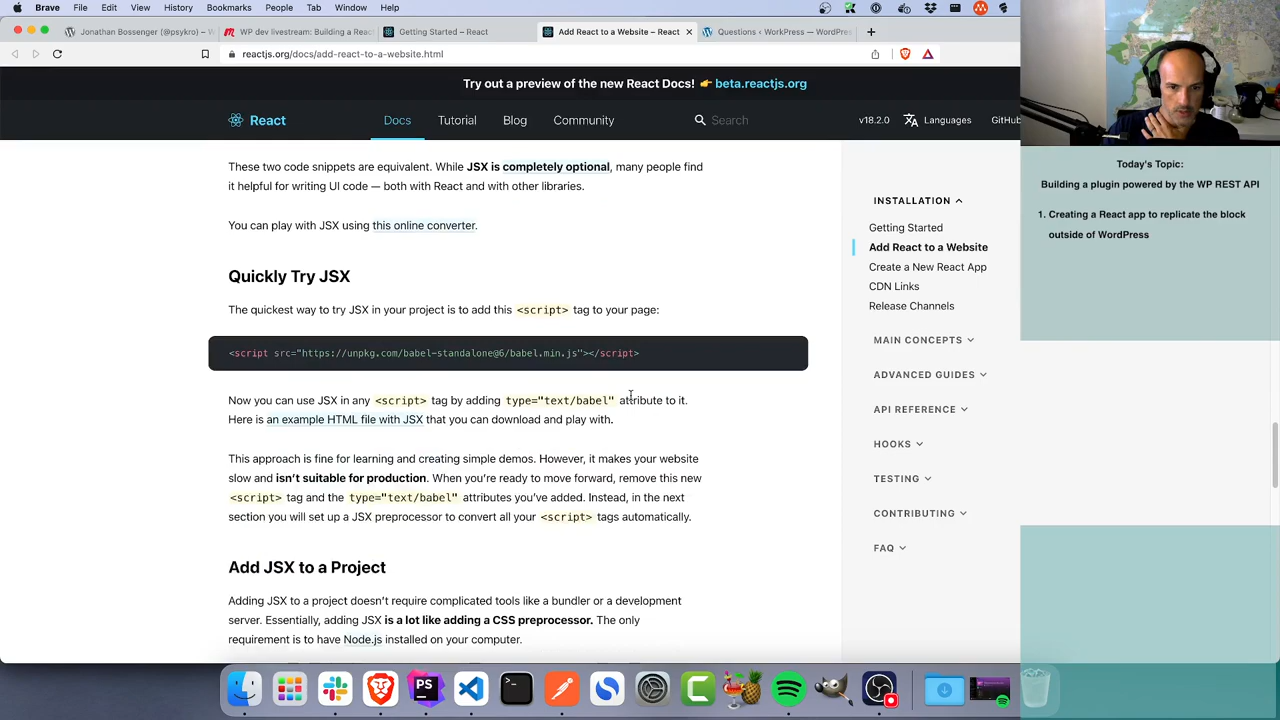 Brave File Edit View History Bookmarks People Tab Window Help
Jonathan Bossenger (@psykro)
WP dev livestream: Building a Reac
Getting Started – React
Add React to a Website – React
Questions ‹ WorkPress — WordPres
reactjs.org/docs/add-react-to-a-website.html
Try out a preview of the new React Docs! 👉 beta.reactjs.org
React
Docs
Tutorial
Blog
Community
Search
v18.2.0
Languages
GitHub
These two code snippets are equivalent. While JSX is completely optional, many people find
it helpful for writing UI code — both with React and with other libraries.
You can play with JSX using this online converter.
Quickly Try JSX
The quickest way to try JSX in your project is to add this <script> tag to your page:
<script src="https://unpkg.com/babel-standalone@6/babel.min.js"></script>
Now you can use JSX in any <script> tag by adding type="text/babel" attribute to it.
Here is an example HTML file with JSX that you can download and play with.
This approach is fine for learning and creating simple demos. However, it makes your website
slow and isn’t suitable for production. When you’re ready to move forward, remove this new
<script> tag and the type="text/babel" attributes you’ve added. Instead, in the next
section you will set up a JSX preprocessor to convert all your <script> tags automatically.
Add JSX to a Project
Adding JSX to a project doesn’t require complicated tools like a bundler or a development
server. Essentially, adding JSX is a lot like adding a CSS preprocessor. The only
requirement is to have Node.js installed on your computer.
INSTALLATION
Getting Started
Add React to a Website
Create a New React App
CDN Links
Release Channels
MAIN CONCEPTS
ADVANCED GUIDES
API REFERENCE
HOOKS
TESTING
CONTRIBUTING
FAQ
Today's Topic:
Building a plugin powered by the WP REST API
1. Creating a React app to replicate the block
outside of WordPress
PS